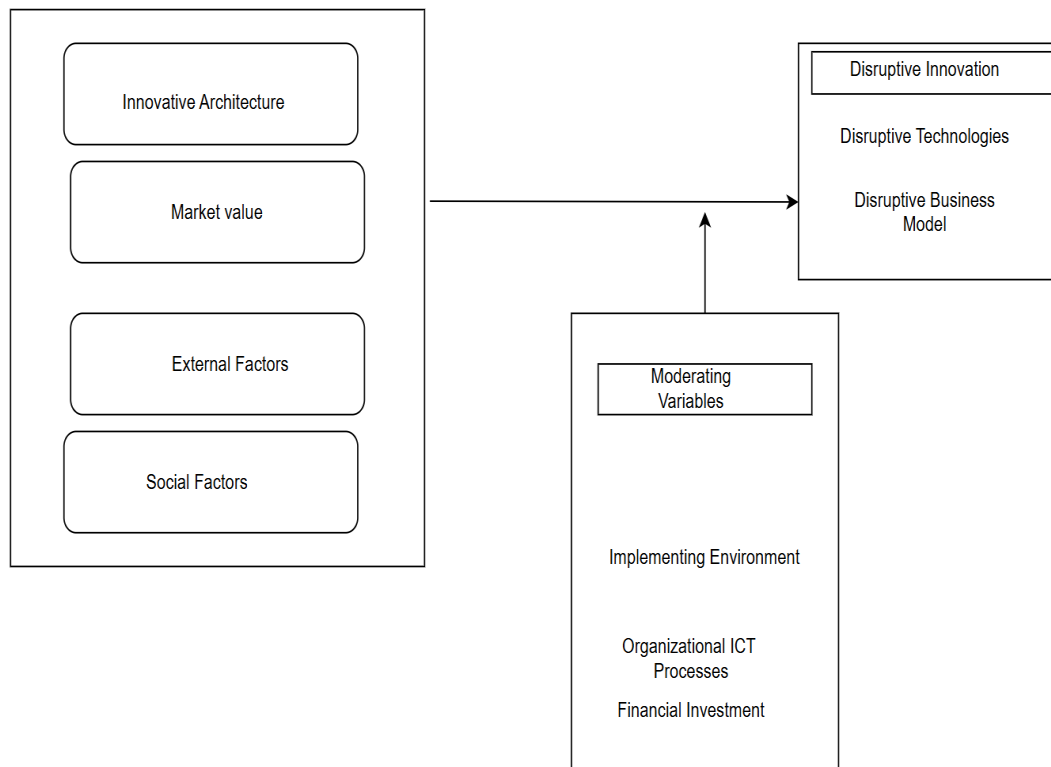 Innovative Architecture
Market value
External Factors
Social Factors
Disruptive Innovation
Disruptive Technologies
Disruptive Business
Model
Moderating
Variables
Implementing Environment
Organizational ICT
Processes
Financial Investment